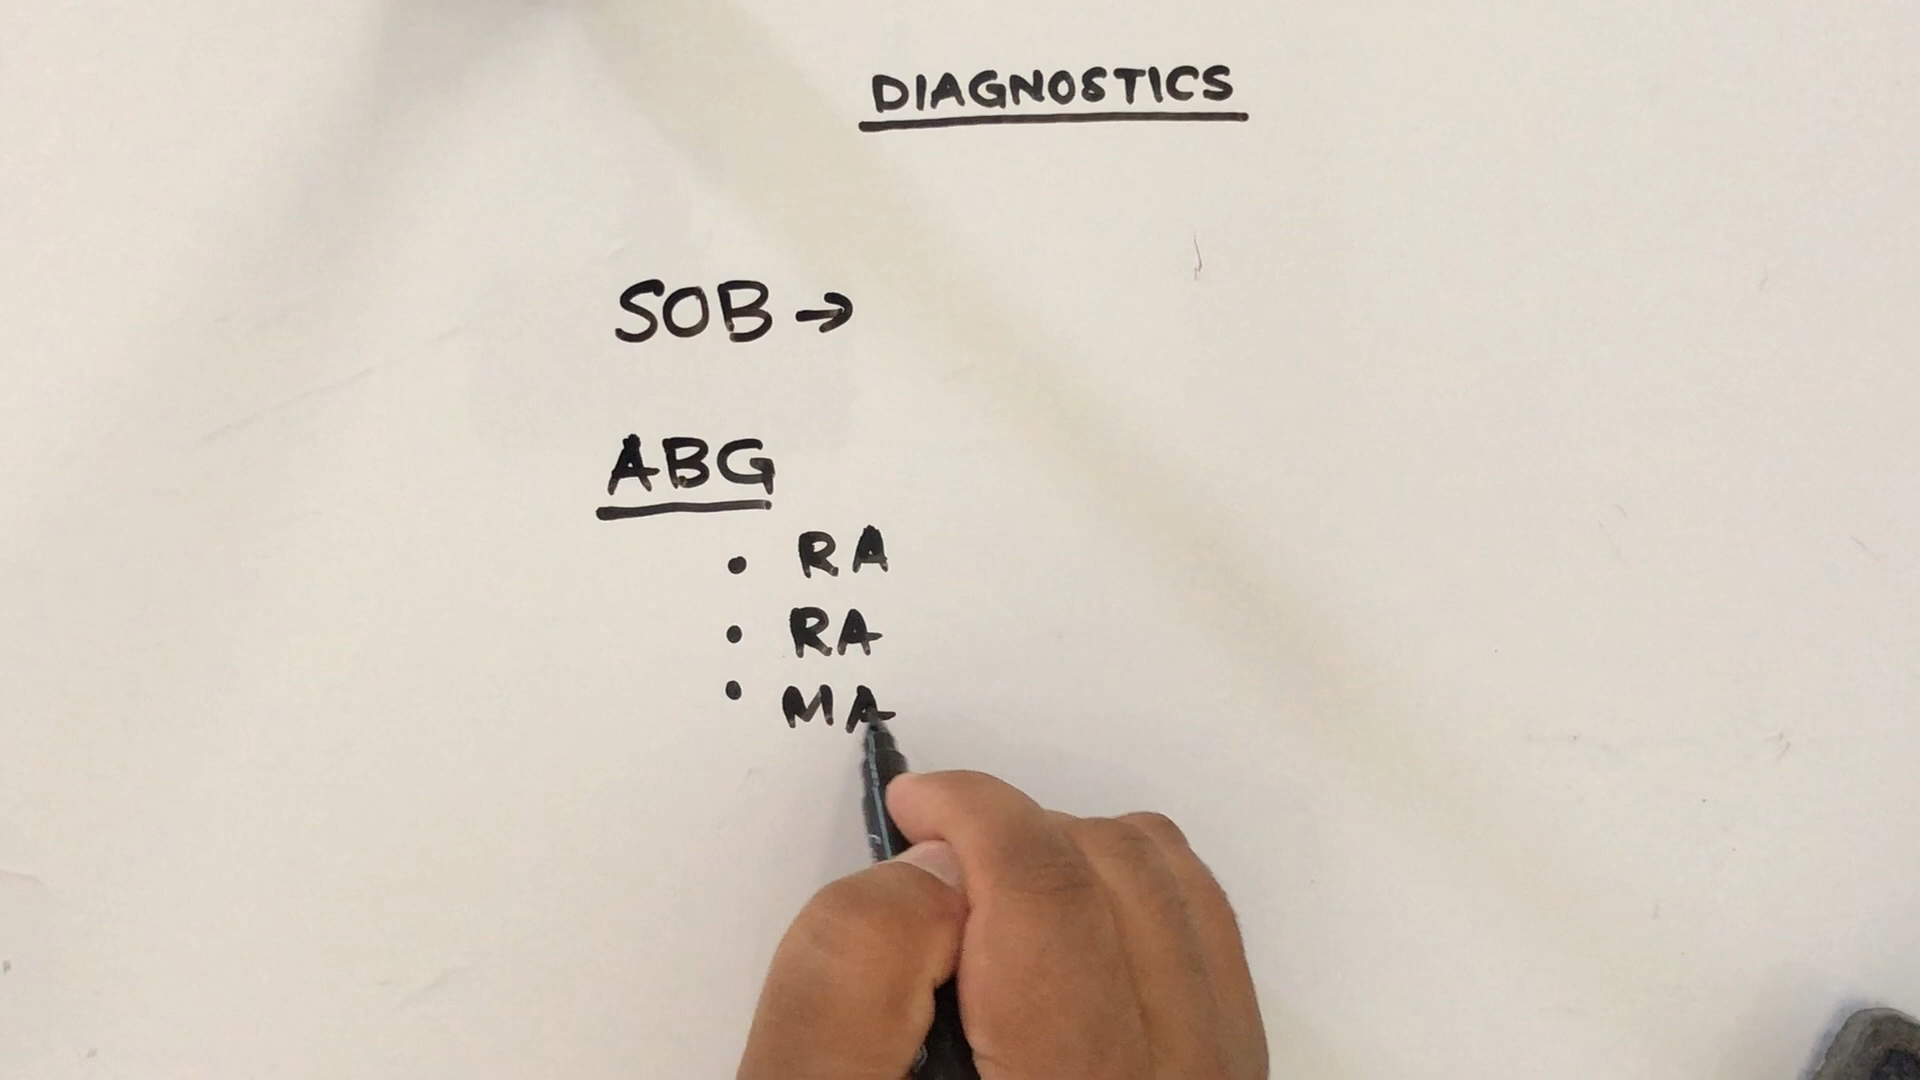 DIAGNOSTICS
SOB →
ABG
• RA
• RA
• MA